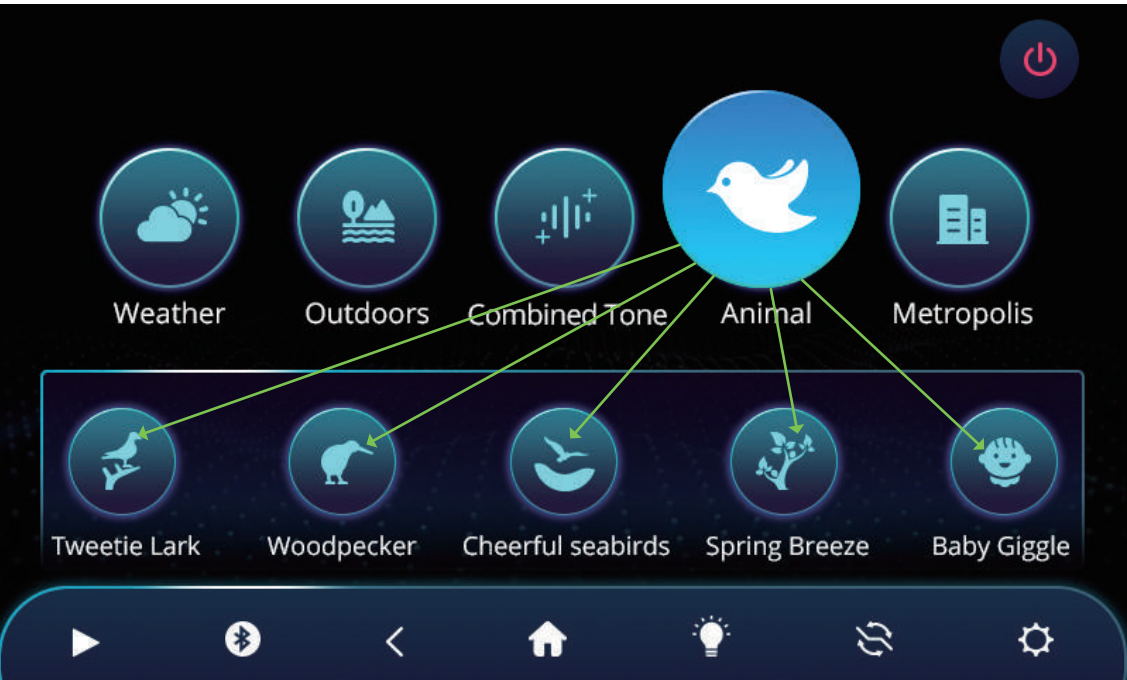 Weather
Outdoors
Combined Tone
Animal
Metropolis
Tweetie Lark
Woodpecker
Cheerful seabirds
Spring Breeze
Baby Giggle